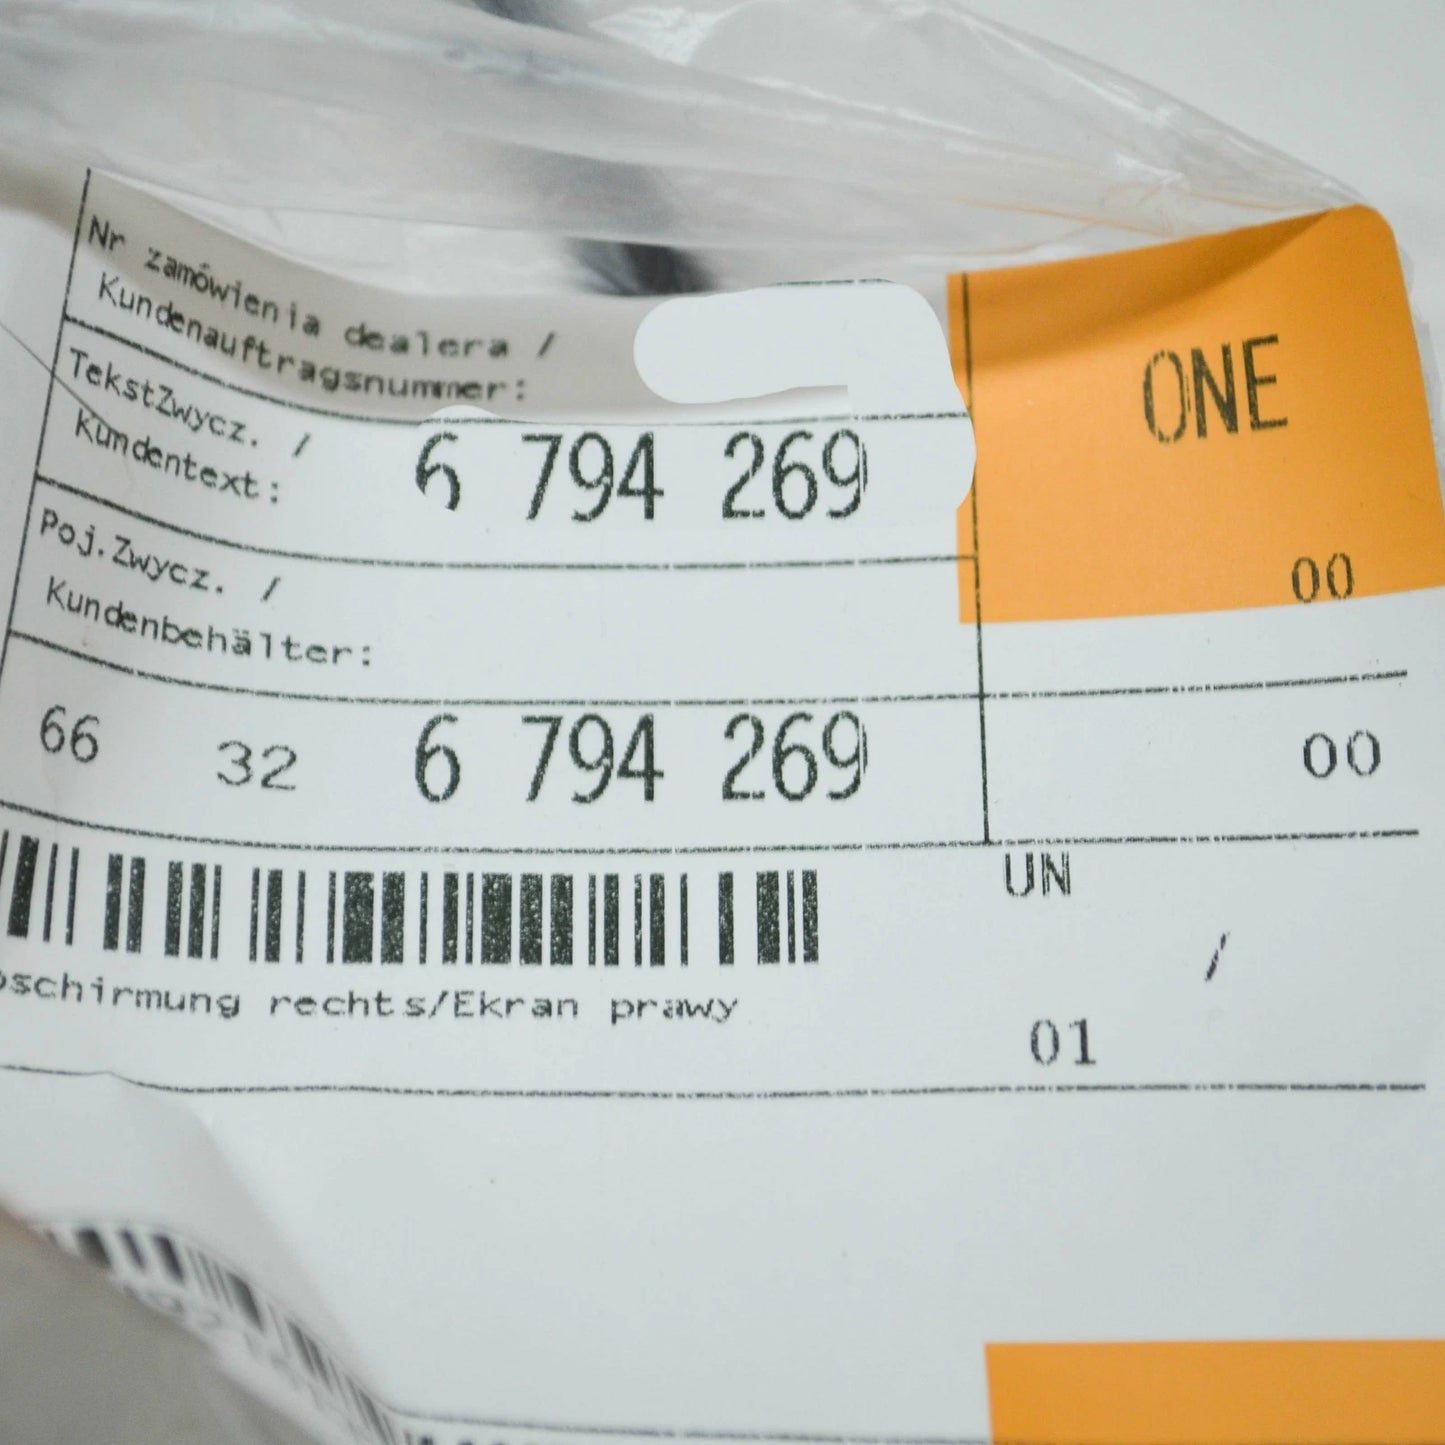 Nr zamówienia dealera /
Kundenauftragsnummer:
ONE
TekstZwycz. /
Kundentext:
6 794 269
00
Poj.Zwycz. /
Kundenbehälter:
66 32 6 794 269 00
UN
/
schirmung rechts/Ekran prawy
01